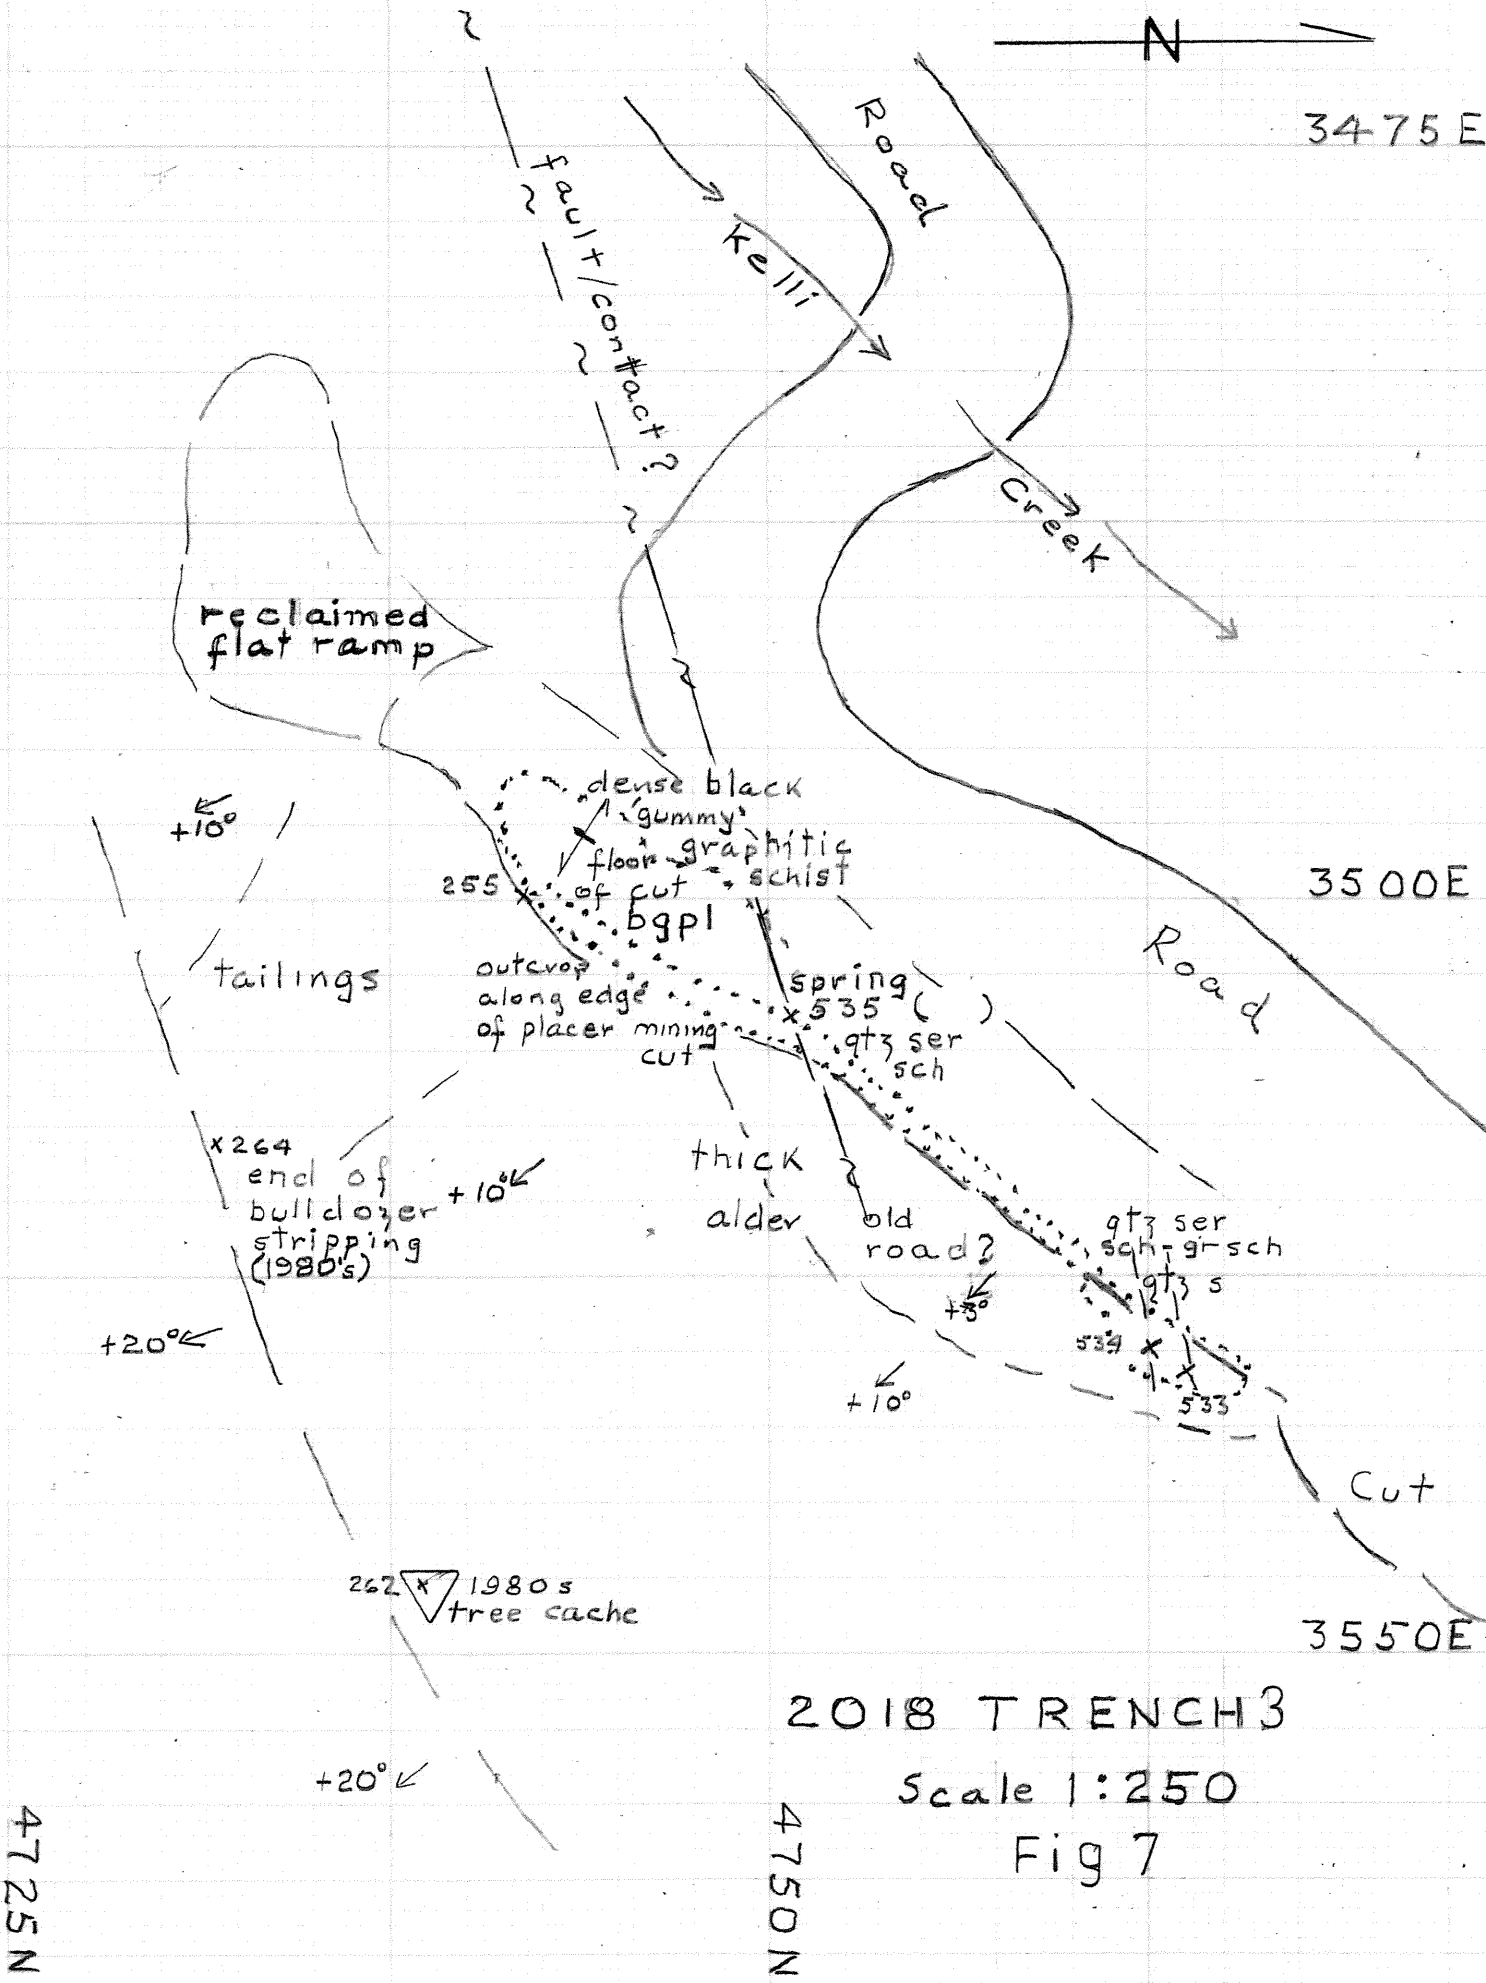 N
3475E
Road
Kelli
fault/contact?
Creek
reclaimed
flat ramp
dense black
'gummy'
graphitic
schist
floor
of cut
bgpl
+10°
255
3500E
Road
tailings
outcrop
along edge
of placer mining
cut
spring
535 ( )
qtz ser
sch
x264
end of
bulldozer
stripping
(1980's)
+10°
thick
alder
old
road?
qtz ser
sch-grsch
qtz s
+20°
534
533
+10°
Cut
262 x 1980s
tree cache
3550E
2018 TRENCH 3
Scale 1:250
Fig 7
+20°
4725N
4750N